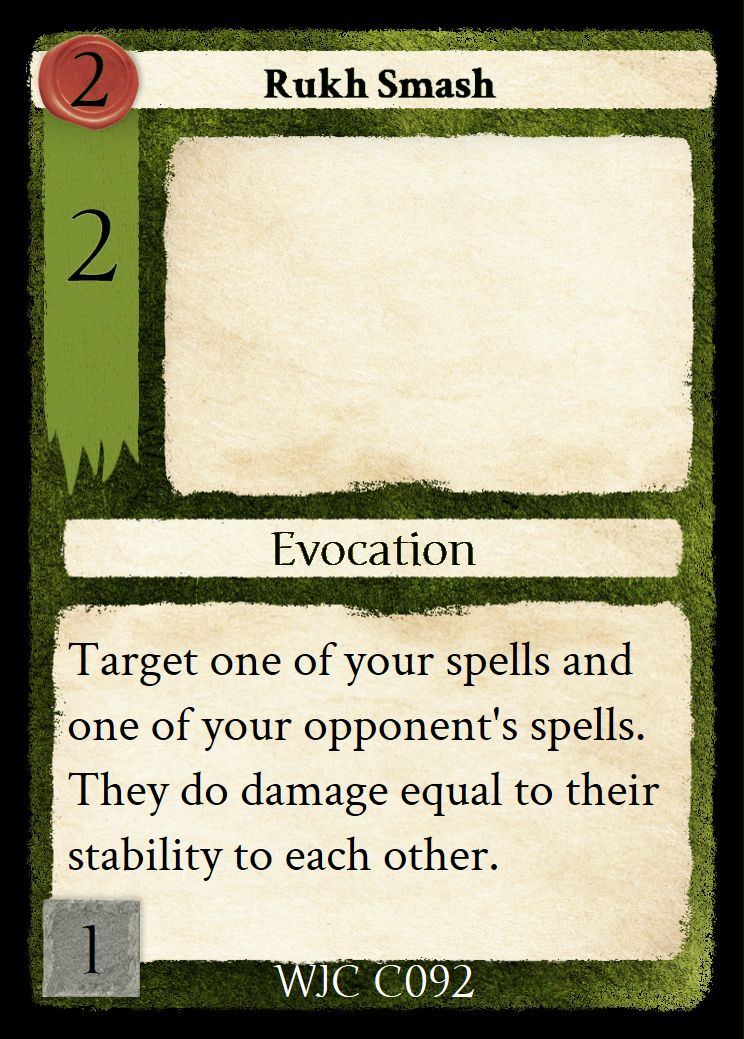 2
Rukh Smash
2
Evocation
Target one of your spells and
one of your opponent's spells.
They do damage equal to their
stability to each other.
1
WJC C092